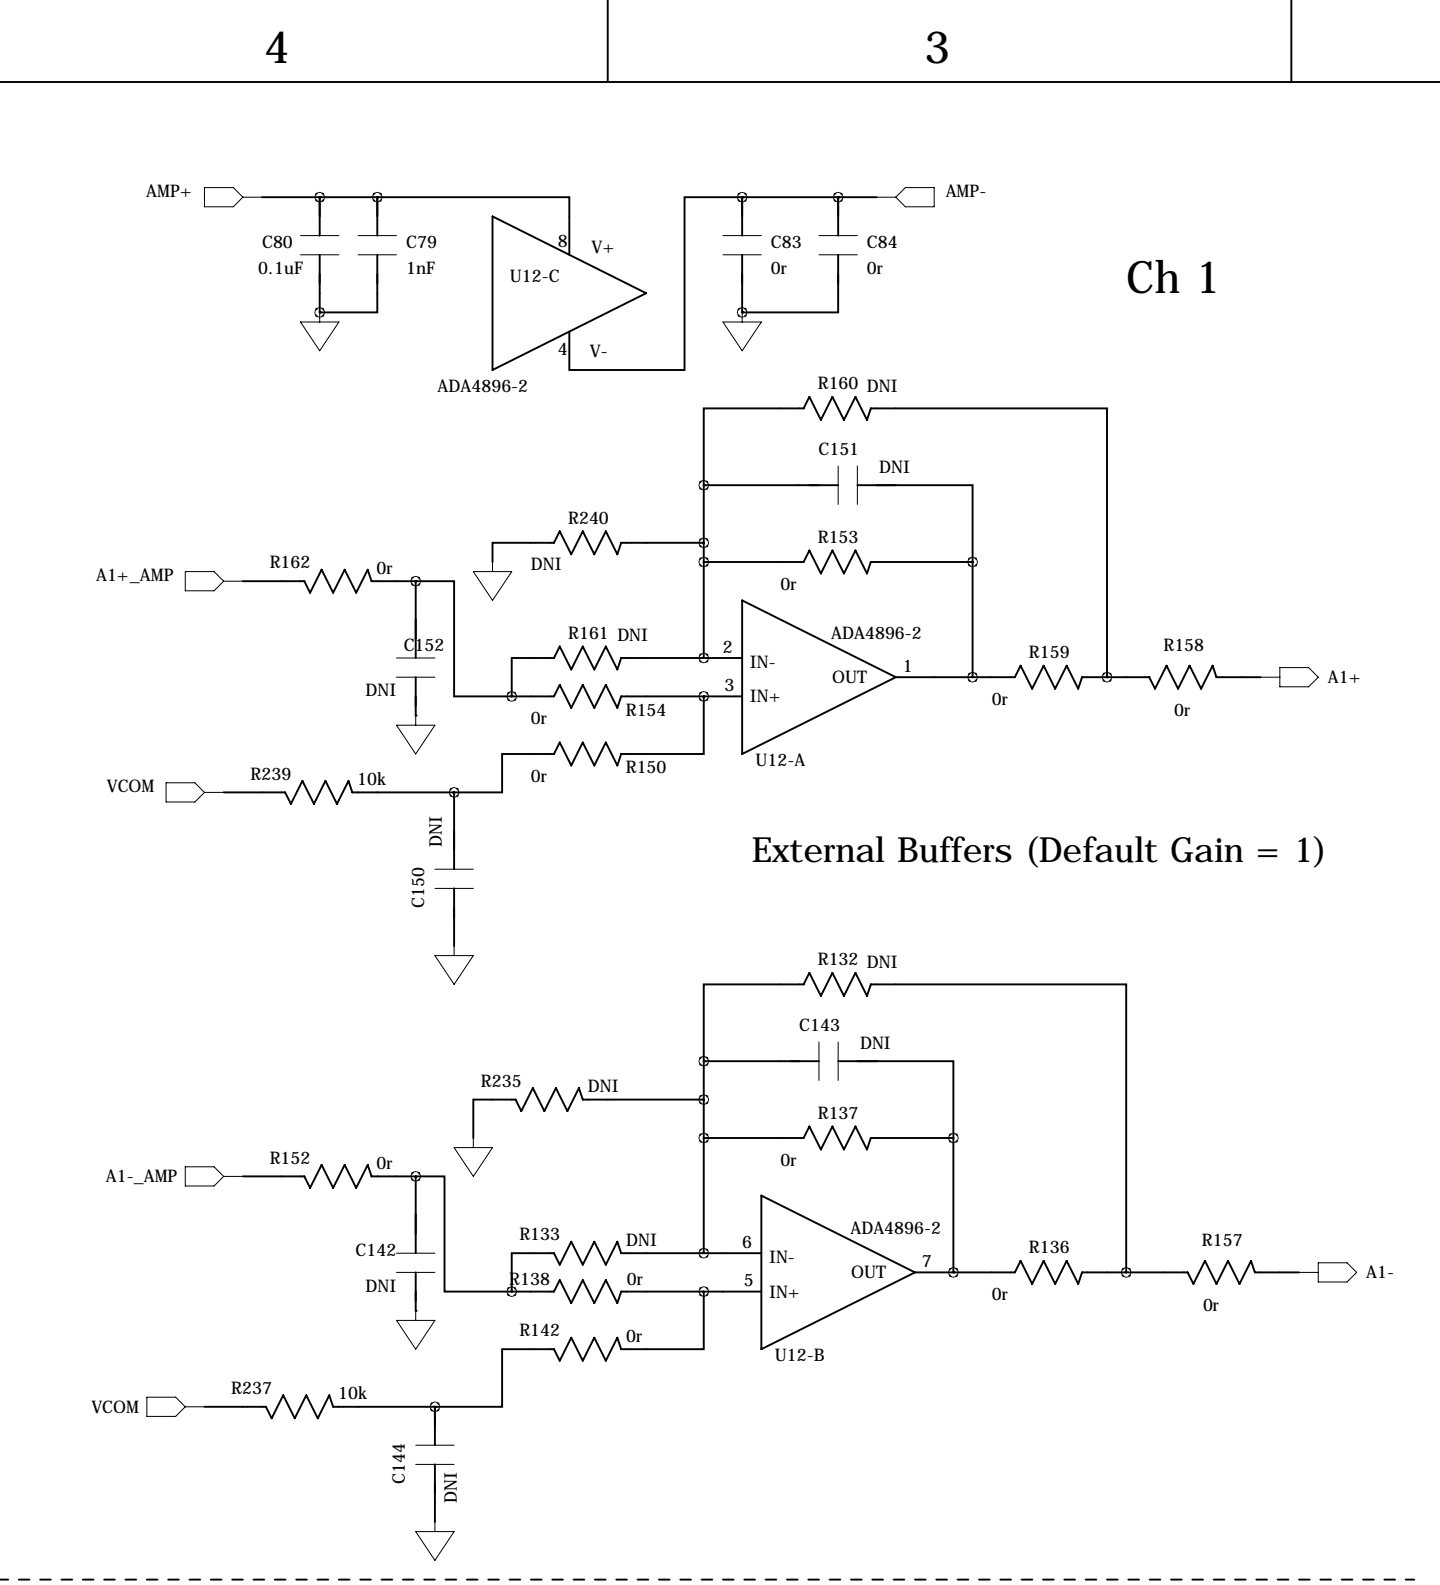 4
3
AMP+
AMP-
C80
0.1uF
C79
1nF
8
V+
U12-C
4
V-
ADA4896-2
C83
0r
C84
0r
Ch 1
R160 DNI
C151
DNI
R240
DNI
R153
0r
A1+_AMP
R162
0r
C152
DNI
R161 DNI
0r
R154
0r
R150
2
IN-
3
IN+
ADA4896-2
OUT
1
U12-A
R159
0r
R158
0r
A1+
VCOM
R239
10k
DNI
C150
External Buffers (Default Gain = 1)
R132 DNI
C143
DNI
R235
DNI
R137
0r
A1-_AMP
R152
0r
C142
DNI
R133
DNI
R138
0r
R142
0r
6
IN-
5
IN+
ADA4896-2
OUT
7
U12-B
R136
0r
R157
0r
A1-
VCOM
R237
10k
C144
DNI